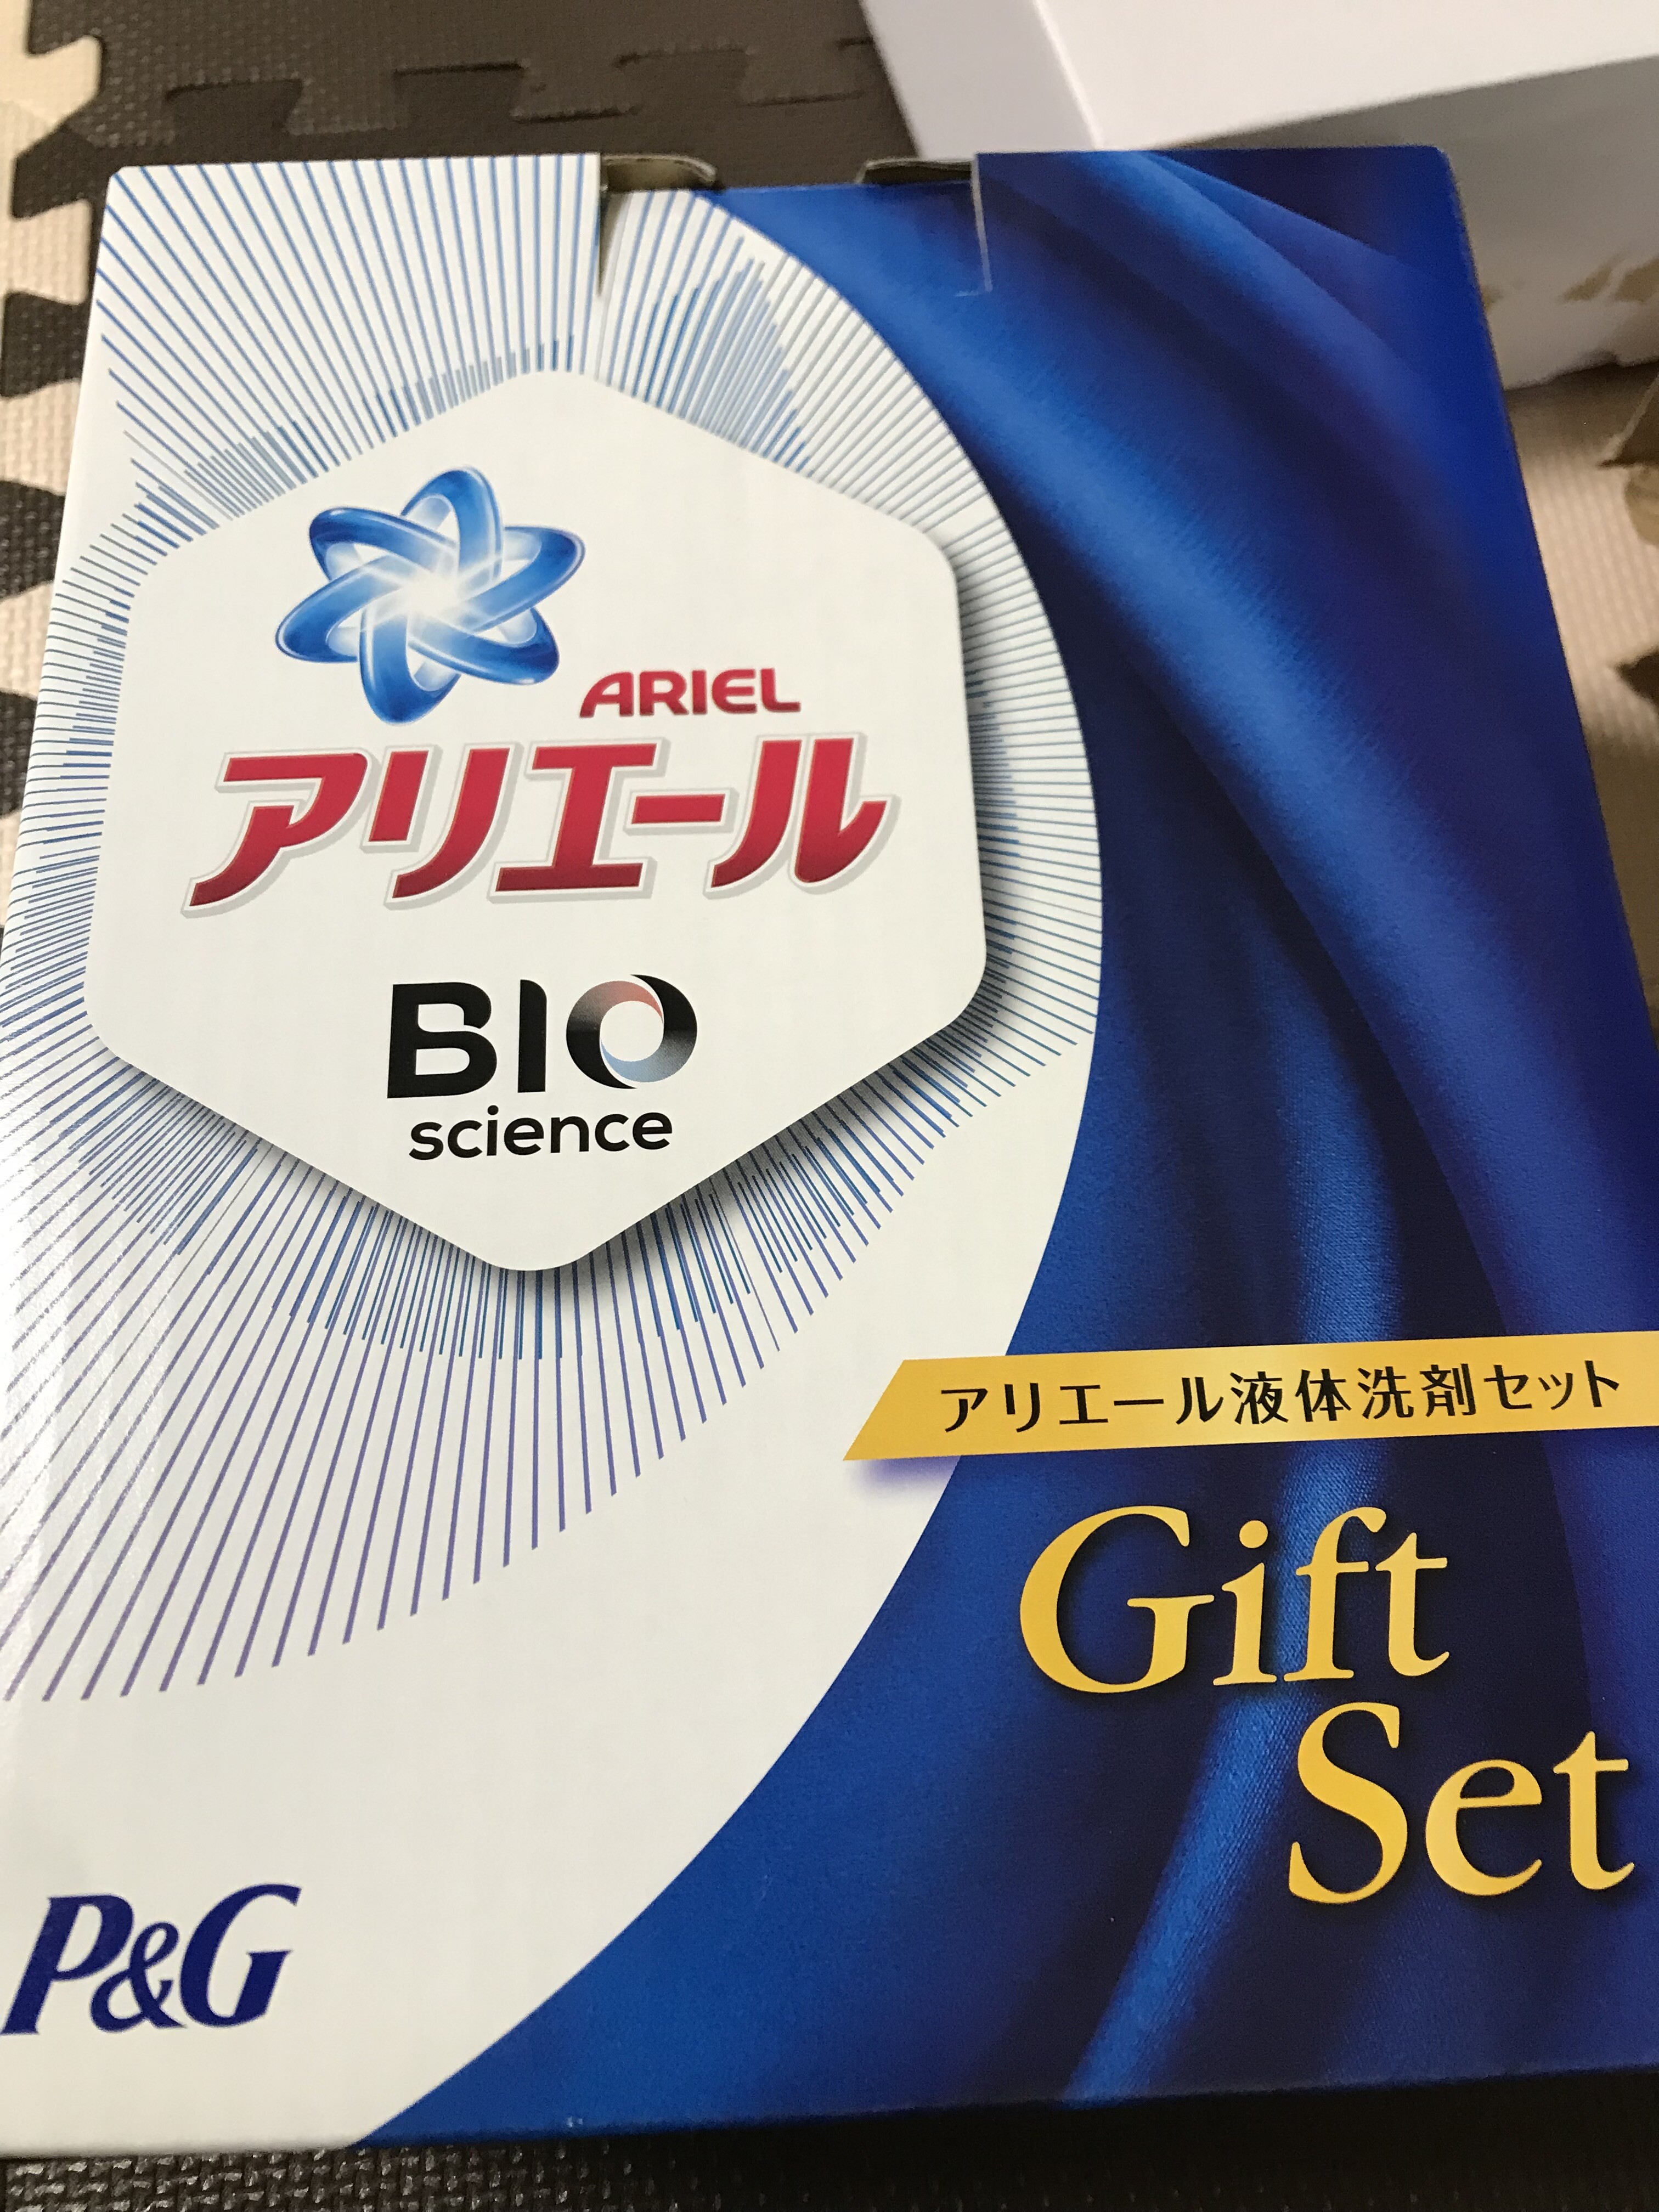 ARIEL
アリエール
BIO
science
アリエール液体洗剤セット
Gift
Set
P&G